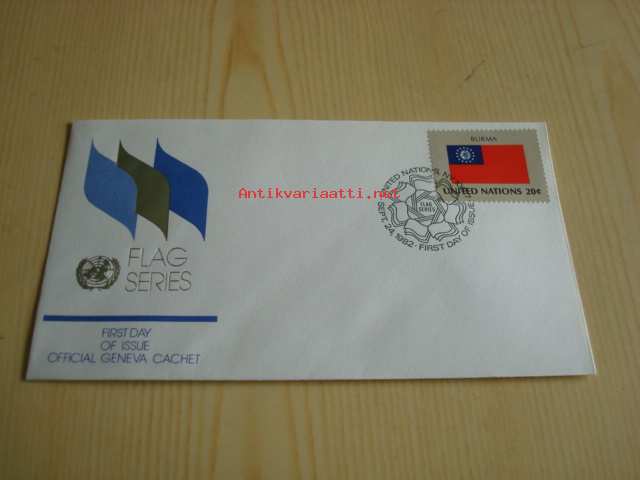 BURMA
UNITED NATIONS 20¢
Antikvariaatti.net
UNITED NATIONS, N.Y.
SEPT. 24, 1982 · FIRST DAY OF ISSUE
FLAG
SERIES
FLAG
SERIES
FIRST DAY
OF ISSUE
OFFICIAL GENEVA CACHET